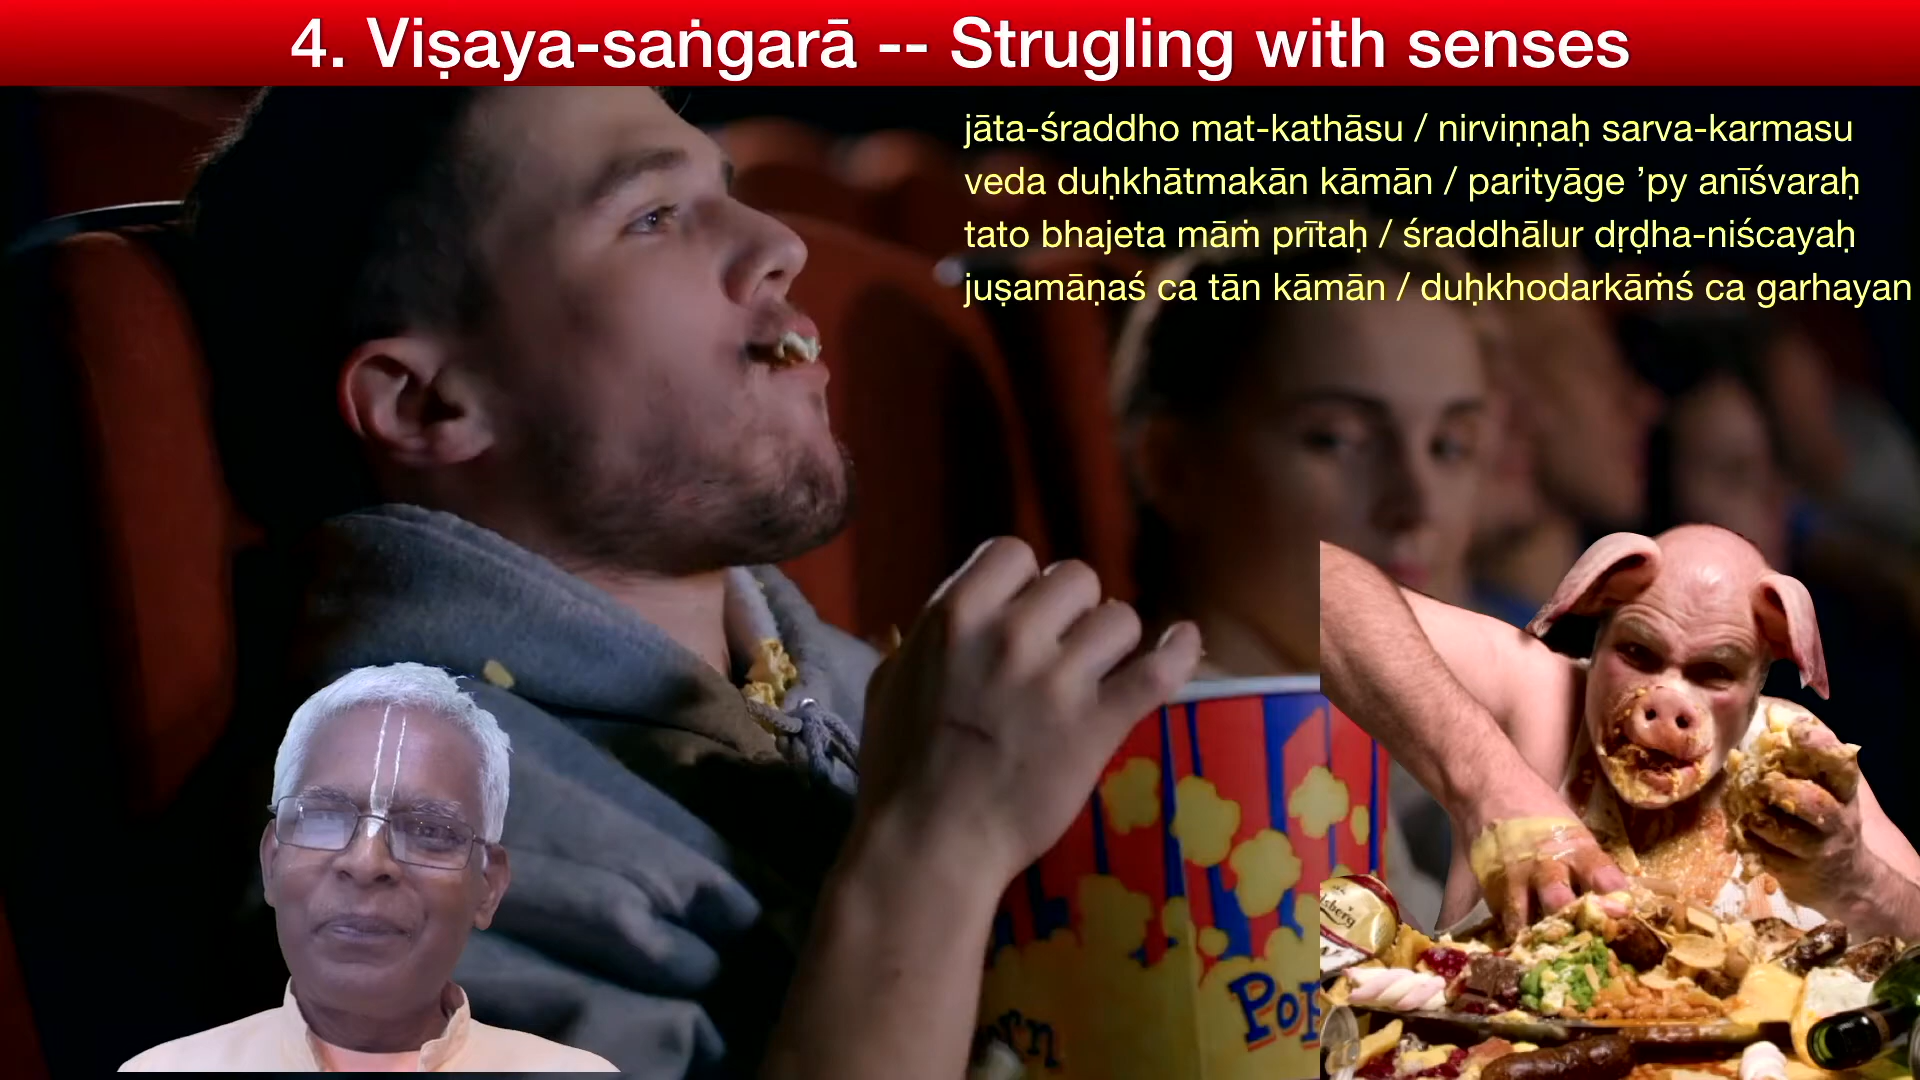 4. Viṣaya-saṅgarā -- Strugling with senses
jāta-śraddho mat-kathāsu / nirviṇṇaḥ sarva-karmasu
veda duḥkhātmakān kāmān / parityāge ’py anīśvaraḥ
tato bhajeta māṁ prītaḥ / śraddhālur dṛḍha-niścayaḥ
juṣamāṇaś ca tān kāmān / duḥkhodarkāṁś ca garhayan